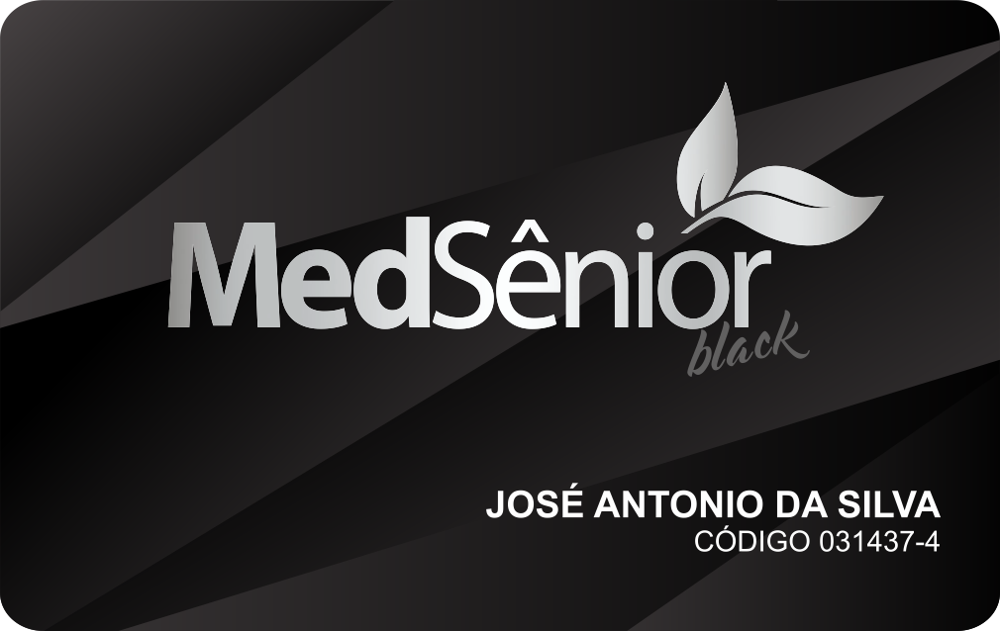 MedSênior
black
JOSÉ ANTONIO DA SILVA
CÓDIGO 031437-4